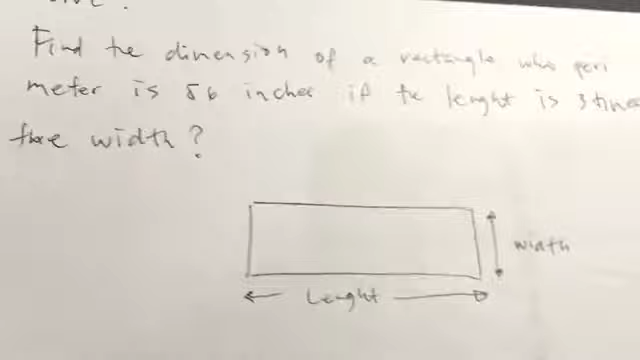 Find the dimension of a rectangle who peri
meter is 56 inches if the lenght is 3 times
the width?
width
Lenght